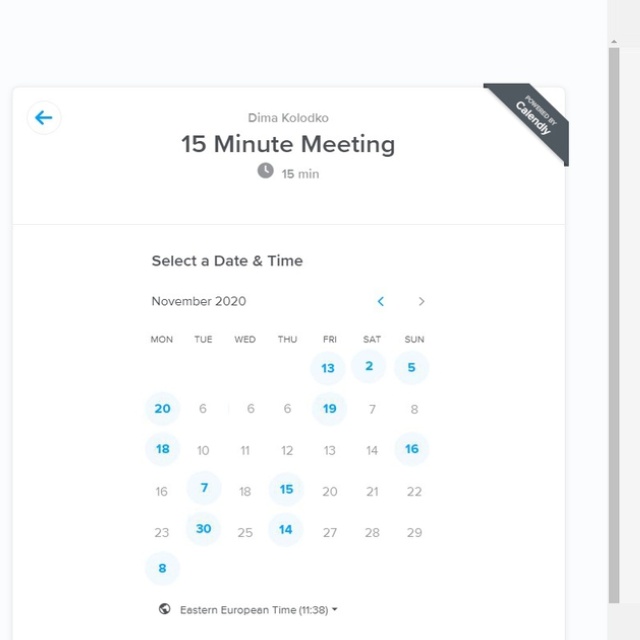 POWERED BY
Calendly
Dima Kolodko
15 Minute Meeting
15 min
Select a Date & Time
November 2020
MON TUE WED THU FRI SAT SUN
13 2 5
20 6 6 6 19 7 8
18 10 11 12 13 14 16
16 7 18 15 20 21 22
23 30 25 14 27 28 29
8
Eastern European Time (11:38)